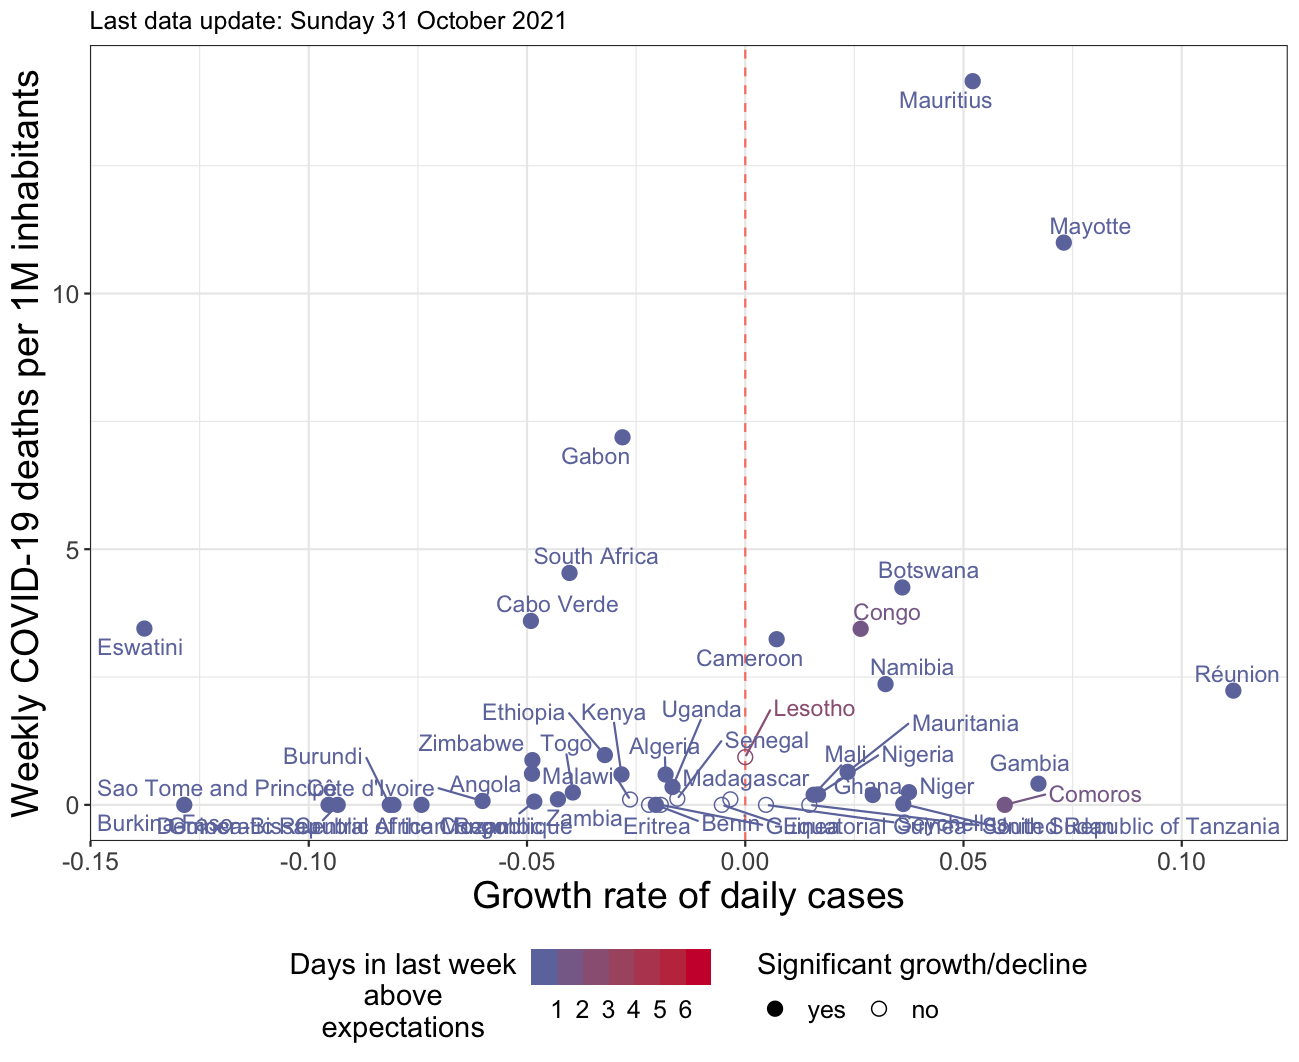 Last data update: Sunday 31 October 2021
Weekly COVID-19 deaths per 1M inhabitants
Mauritius
Mayotte
10
Gabon
South Africa
5
Botswana
Cabo Verde
Congo
Eswatini
Cameroon
Namibia
Réunion
Ethiopia Kenya Uganda Lesotho
Mauritania
Zimbabwe Togo Algeria Senegal
Burundi Mali Nigeria Gambia
Angola Malawi Madagascar
Sao Tome and Principe Côte d'Ivoire Ghana Niger Comoros
0
Zambia
Eritrea Benin Equatorial Guinea South Sudan United Republic of Tanzania
-0.15 -0.10 -0.05 0.00 0.05 0.10
Growth rate of daily cases
Days in last week
above
expectations
1 2 3 4 5 6
Significant growth/decline
yes no